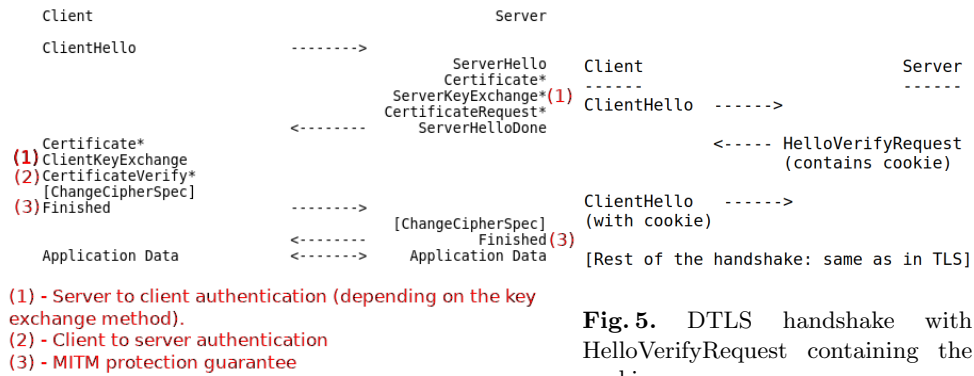 Client Server
ClientHello -------->
ServerHello
Certificate*
ServerKeyExchange* (1)
CertificateRequest*
<-------- ServerHelloDone
Certificate*
(1) ClientKeyExchange
(2) CertificateVerify*
[ChangeCipherSpec]
(3) Finished -------->
[ChangeCipherSpec]
<-------- Finished (3)
Application Data <-------> Application Data
(1) - Server to client authentication (depending on the key
exchange method).
(2) - Client to server authentication
(3) - MITM protection guarantee
Client Server
------ ------
ClientHello ------>
<----- HelloVerifyRequest
(contains cookie)
ClientHello ------>
(with cookie)
[Rest of the handshake: same as in TLS]
Fig. 5. DTLS handshake with
HelloVerifyRequest containing the